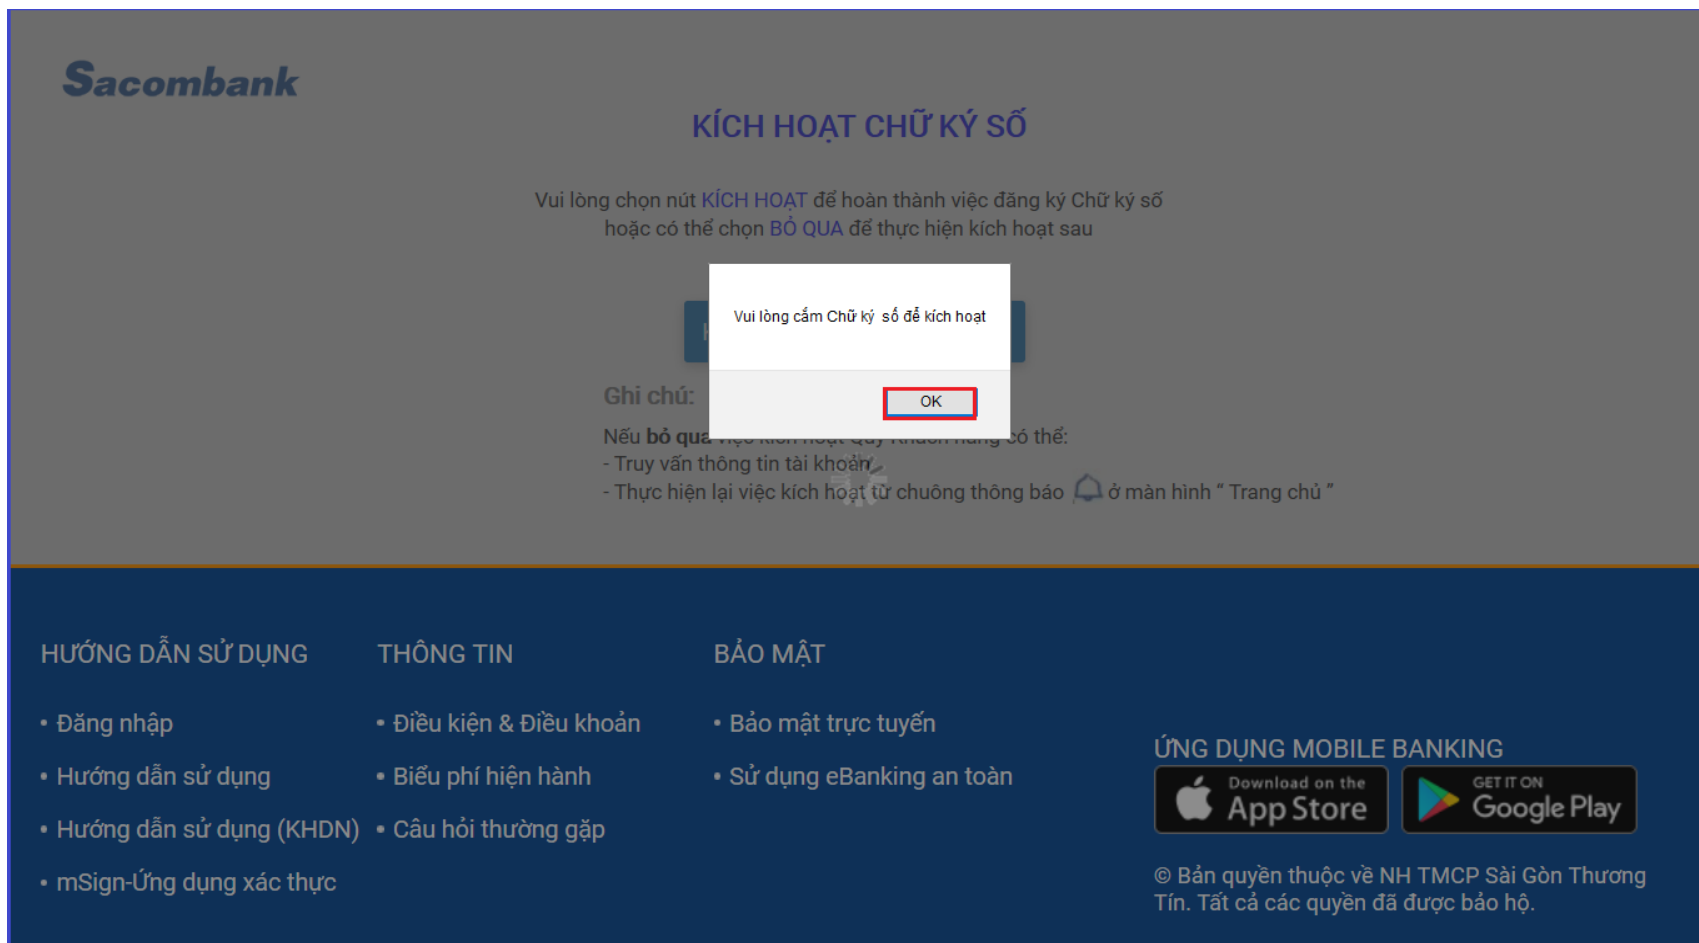 Sacombank
KÍCH HOẠT CHỮ KÝ SỐ
Vui lòng chọn nút KÍCH HOẠT để hoàn thành việc đăng ký Chữ ký số
hoặc có thể chọn BỎ QUA để thực hiện kích hoạt sau
Vui lòng cắm Chữ ký số để kích hoạt
OK
Ghi chú:
Nếu bỏ qua việc kích hoạt Quý Khách hàng có thể:
- Truy vấn thông tin tài khoản
- Thực hiện lại việc kích hoạt từ chuông thông báo ở màn hình “ Trang chủ ”
HƯỚNG DẪN SỬ DỤNG
• Đăng nhập
• Hướng dẫn sử dụng
• Hướng dẫn sử dụng (KHDN)
• mSign-Ứng dụng xác thực
THÔNG TIN
• Điều kiện & Điều khoản
• Biểu phí hiện hành
• Câu hỏi thường gặp
BẢO MẬT
• Bảo mật trực tuyến
• Sử dụng eBanking an toàn
ỨNG DỤNG MOBILE BANKING
Download on the
App Store
GET IT ON
Google Play
© Bản quyền thuộc về NH TMCP Sài Gòn Thương
Tín. Tất cả các quyền đã được bảo hộ.